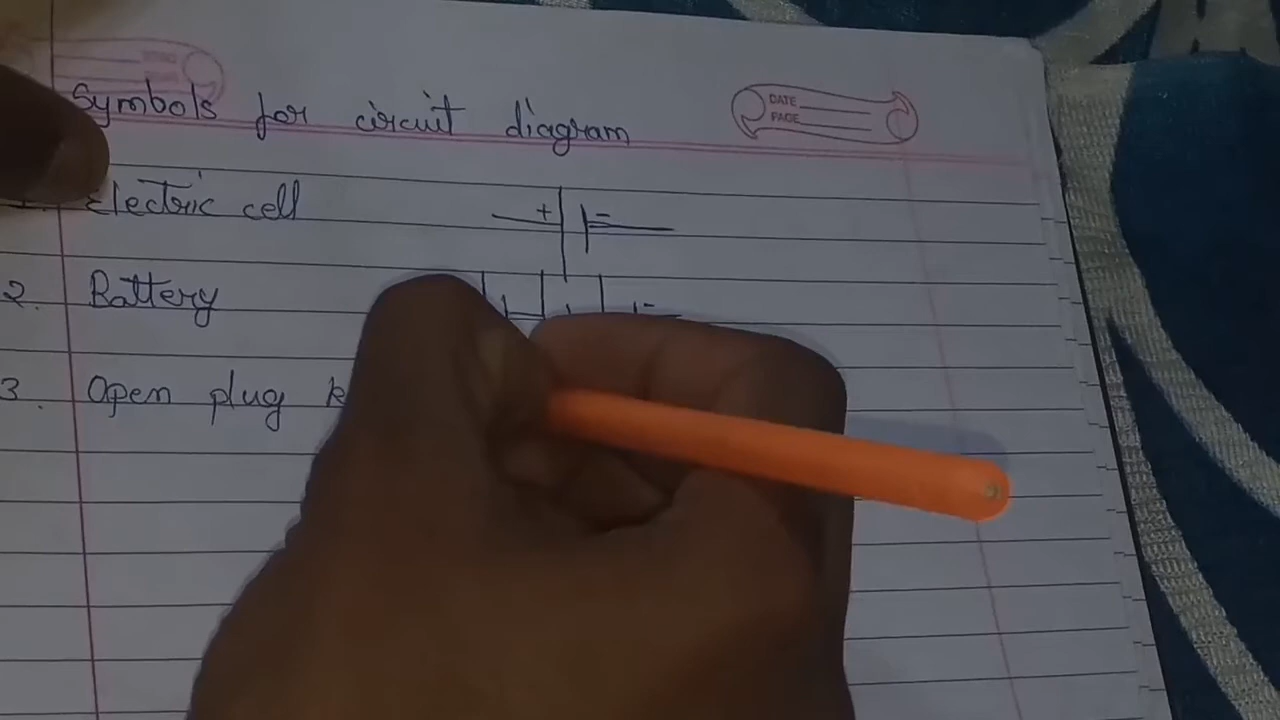 DATE
PAGE
Symbols for circuit diagram
Electric cell + -
2. Battery -
3. Open plug k